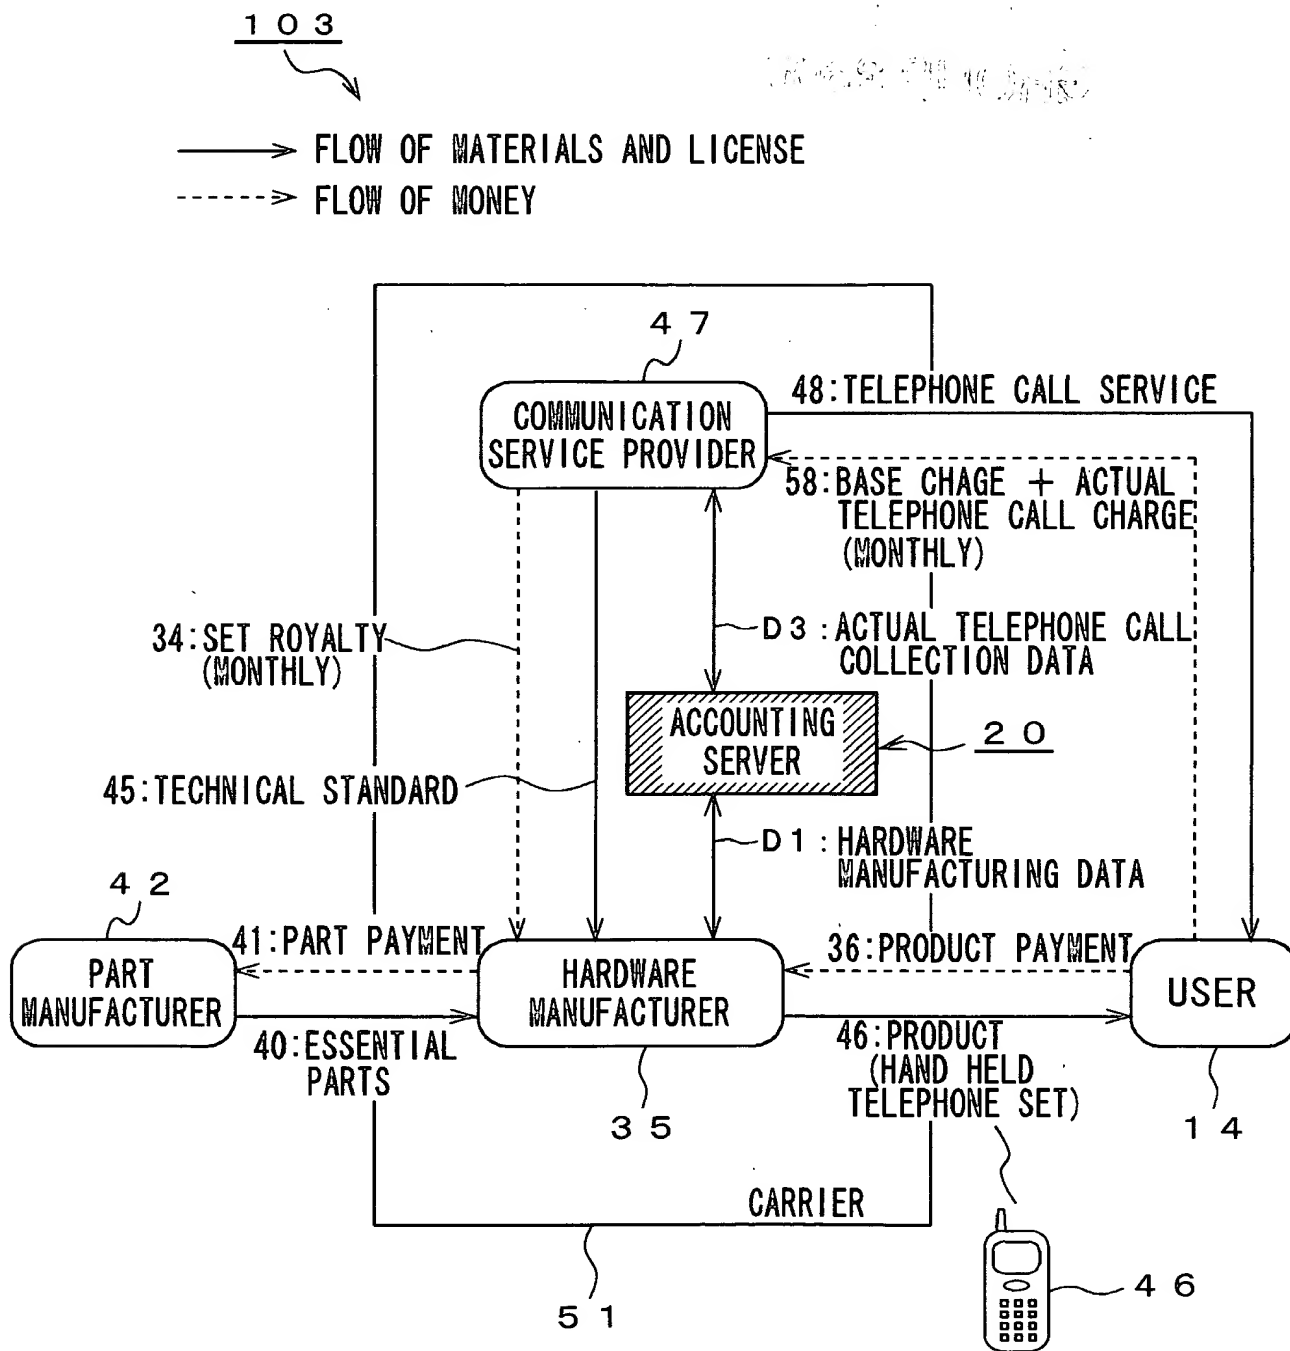 103
FLOW OF MATERIALS AND LICENSE
FLOW OF MONEY
47
48:TELEPHONE CALL SERVICE
COMMUNICATION
SERVICE PROVIDER
58:BASE CHAGE + ACTUAL
TELEPHONE CALL CHARGE
(MONTHLY)
34:SET ROYALTY
(MONTHLY)
D3:ACTUAL TELEPHONE CALL
COLLECTION DATA
ACCOUNTING
SERVER
20
45:TECHNICAL STANDARD
D1:HARDWARE
MANUFACTURING DATA
42
41:PART PAYMENT
36:PRODUCT PAYMENT
PART
MANUFACTURER
HARDWARE
MANUFACTURER
USER
40:ESSENTIAL
PARTS
46:PRODUCT
(HAND HELD
TELEPHONE SET)
35
14
CARRIER
51
46